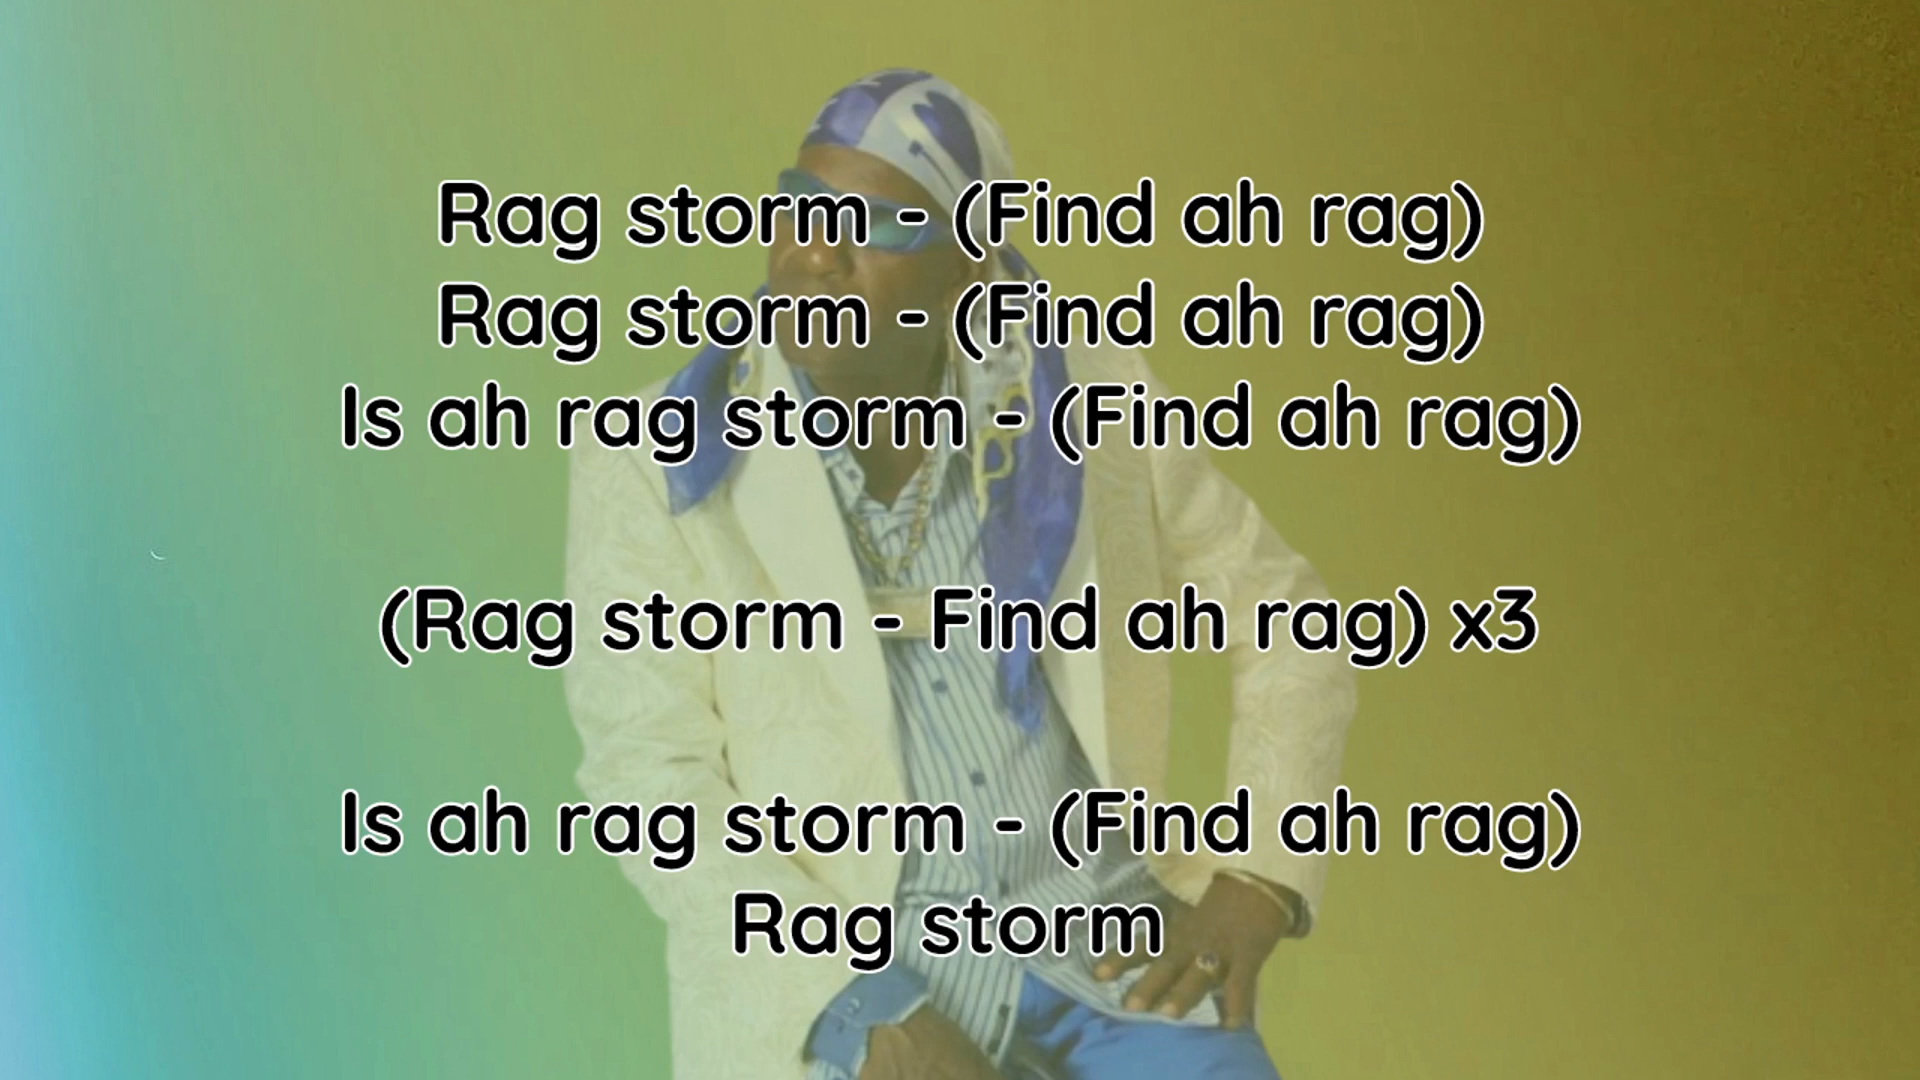 Rag storm - (Find ah rag)
Rag storm - (Find ah rag)
Is ah rag storm - (Find ah rag)
(Rag storm - Find ah rag) x3
Is ah rag storm - (Find ah rag)
Rag storm